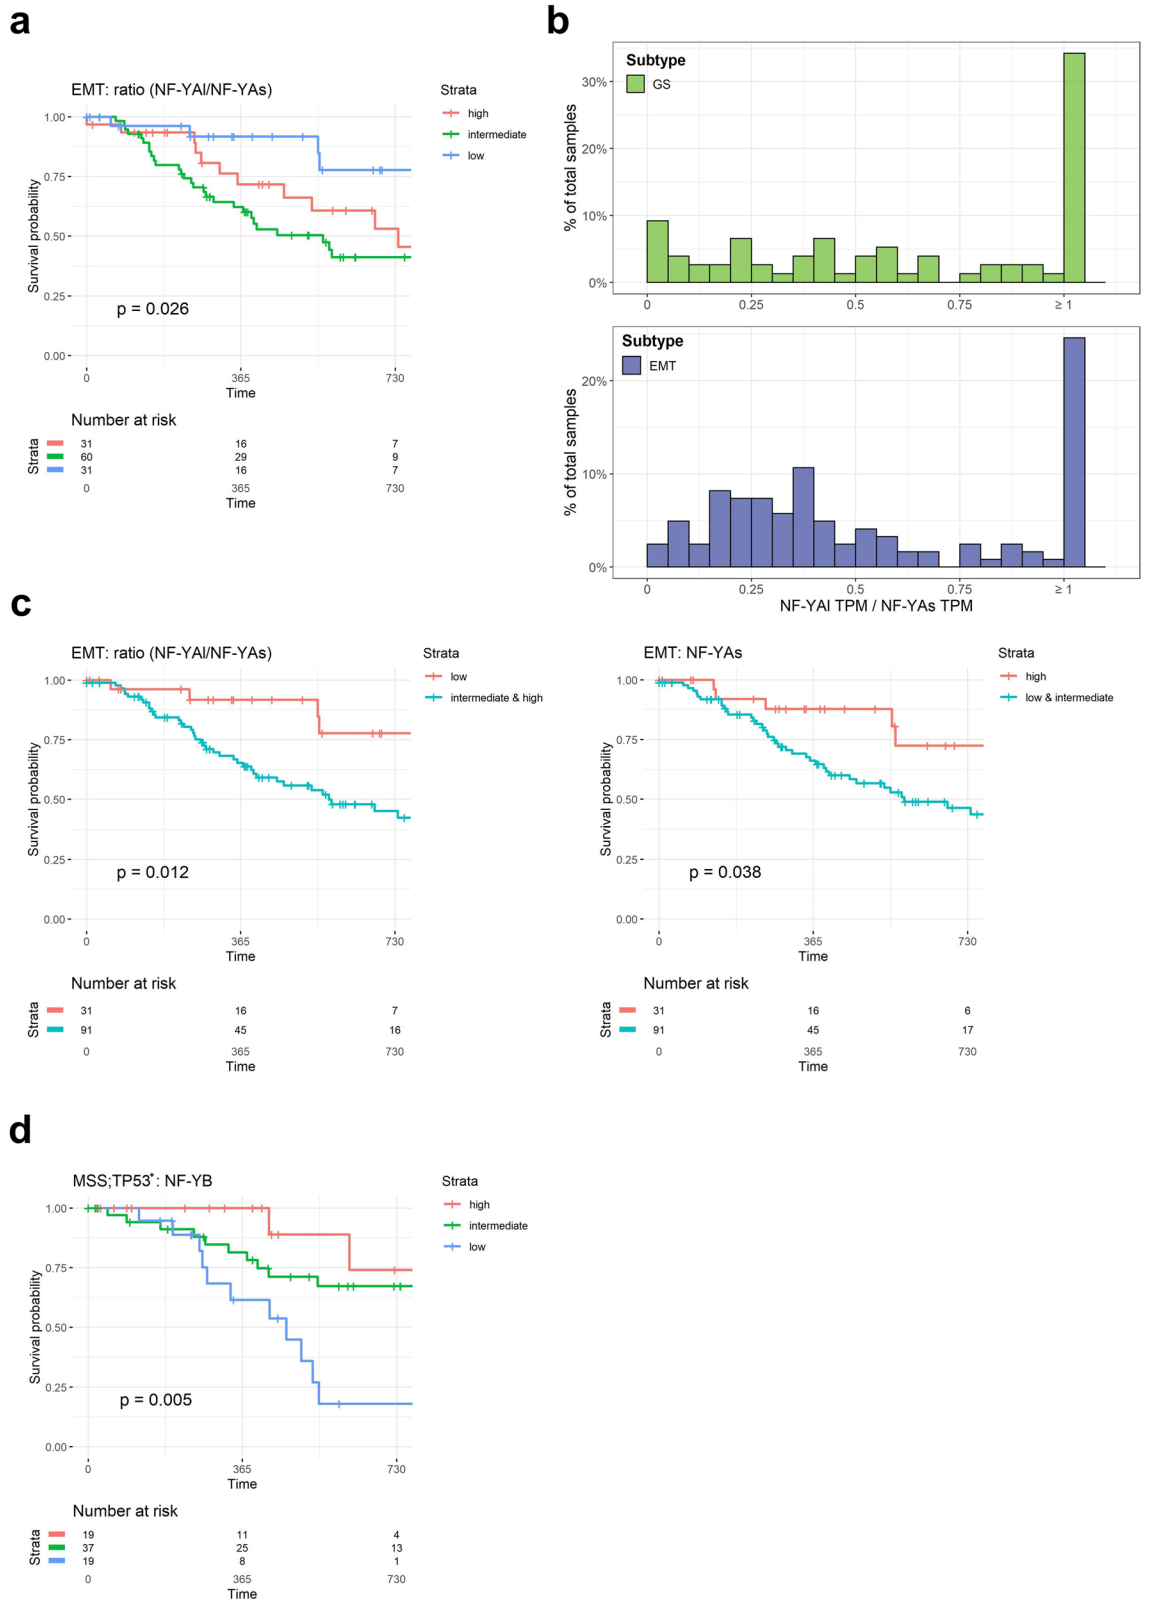 a
EMT: ratio (NF-YAl/NF-YAs)
Strata
high
intermediate
low
1.00
0.75
0.50
0.25
0.00
Survival probability
p = 0.026
0 365 730
Time
Number at risk
Strata
31 16 7
60 29 9
31 16 7
0 365 730
Time
b
Subtype
GS
30%
20%
10%
0%
% of total samples
0 0.25 0.5 0.75 ≥ 1
Subtype
EMT
20%
10%
0%
% of total samples
0 0.25 0.5 0.75 ≥ 1
NF-YAl TPM / NF-YAs TPM
c
EMT: ratio (NF-YAl/NF-YAs)
Strata
low
intermediate & high
1.00
0.75
0.50
0.25
0.00
Survival probability
p = 0.012
0 365 730
Time
Number at risk
Strata
31 16 7
91 45 16
0 365 730
Time
EMT: NF-YAs
Strata
high
low & intermediate
1.00
0.75
0.50
0.25
0.00
Survival probability
p = 0.038
0 365 730
Time
Number at risk
Strata
31 16 6
91 45 17
0 365 730
Time
d
MSS;TP53⁺: NF-YB
Strata
high
intermediate
low
1.00
0.75
0.50
0.25
0.00
Survival probability
p = 0.005
0 365 730
Time
Number at risk
Strata
19 11 4
37 25 13
19 8 1
0 365 730
Time